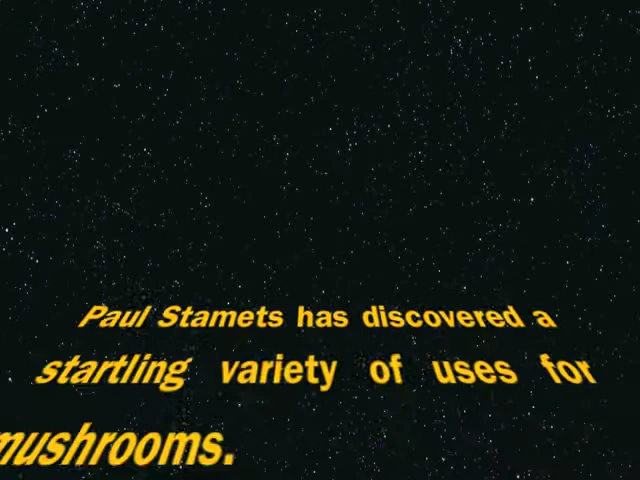 Paul Stamets has discovered a
startling variety of uses for
mushrooms.